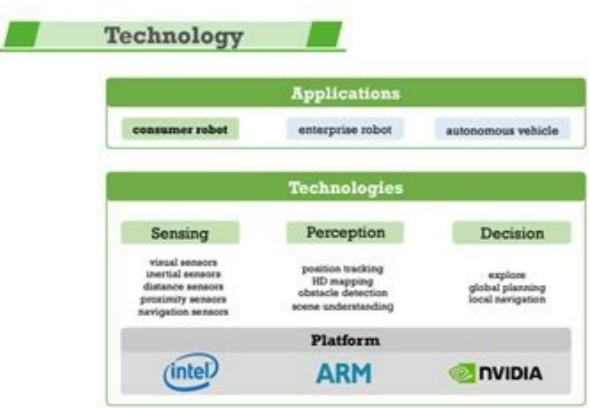 Technology
Applications
consumer robot
enterprise robot
autonomous vehicle
Technologies
Sensing
visual sensors
inertial sensors
distance sensors
proximity sensors
navigation sensors
Perception
position tracking
HD mapping
obstacle detection
scene understanding
Decision
explore
global planning
local navigation
Platform
intel
ARM
NVIDIA